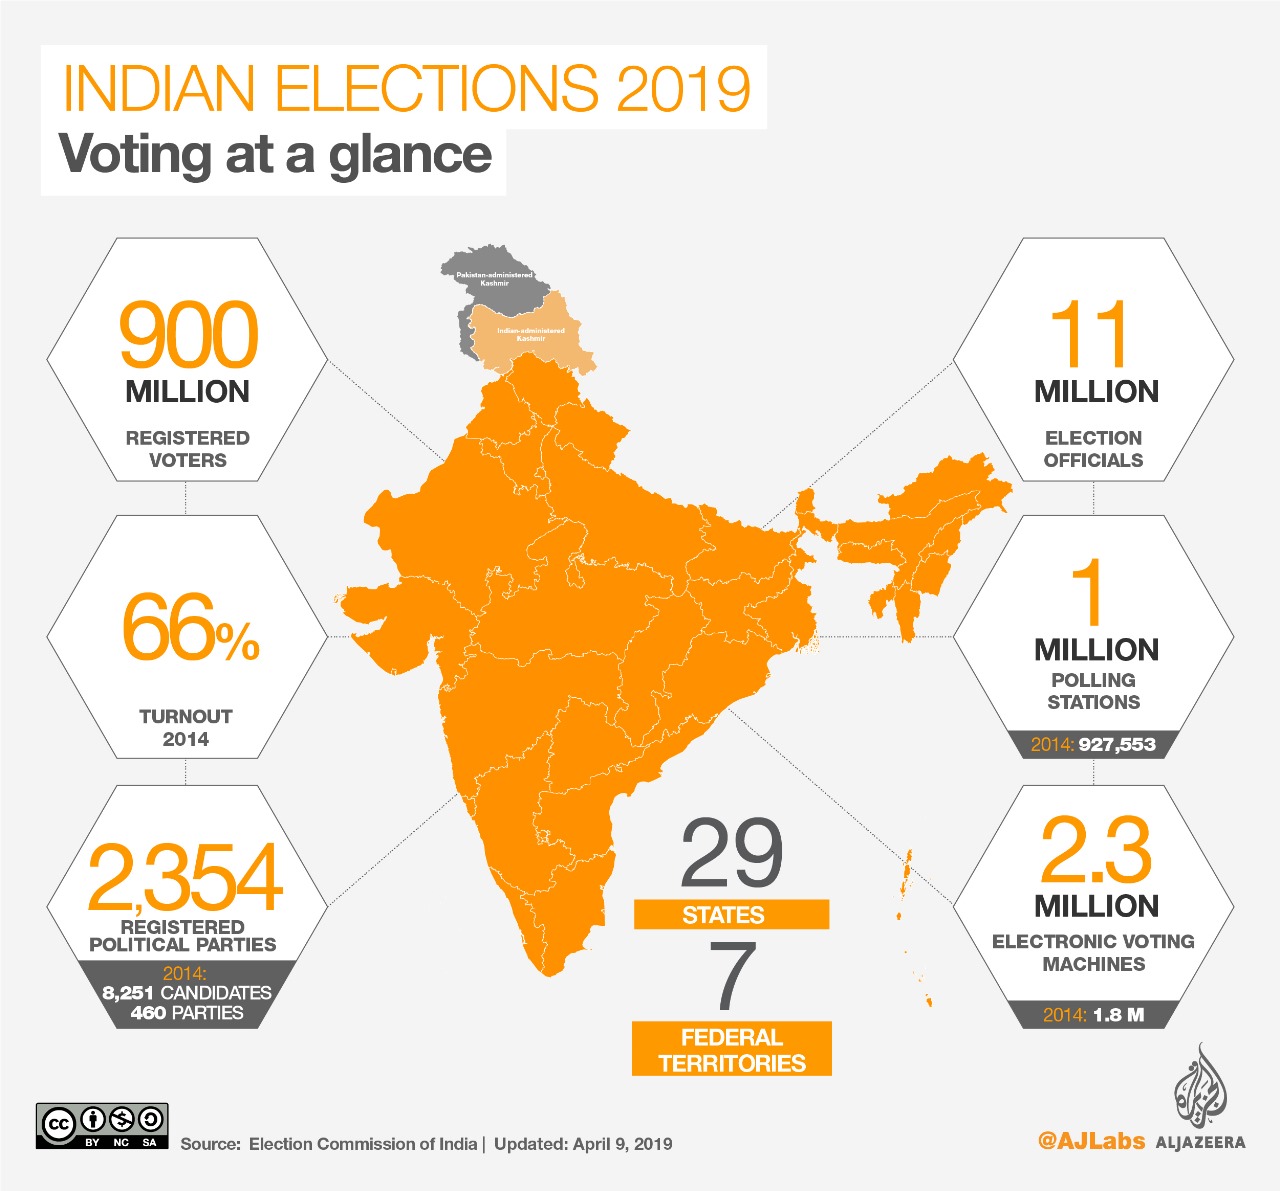 INDIAN ELECTIONS 2019
Voting at a glance
900
MILLION
REGISTERED
VOTERS
66%
TURNOUT
2014
2,354
REGISTERED
POLITICAL PARTIES
2014:
8,251 CANDIDATES
460 PARTIES
Pakistan-administered
Kashmir
Indian-administered
Kashmir
29
STATES
7
FEDERAL
TERRITORIES
11
MILLION
ELECTION
OFFICIALS
1
MILLION
POLLING
STATIONS
2014: 927,553
2.3
MILLION
ELECTRONIC VOTING
MACHINES
2014: 1.8 M
cc
BY NC SA
Source: Election Commission of India | Updated: April 9, 2019
@AJLabs
الجزيرة
ALJAZEERA